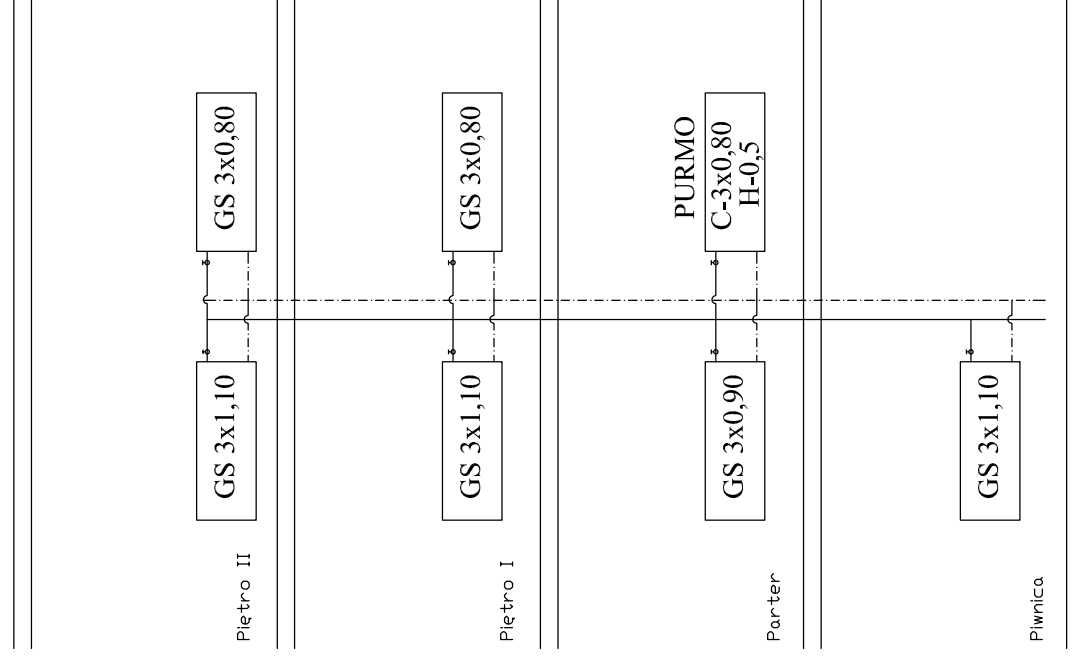 GS 3x1,10
GS 3x0,80
Piętro II
GS 3x1,10
GS 3x0,80
Piętro I
GS 3x0,90
PURMO
C-3x0,80
H-0,5
Parter
GS 3x1,10
Piwnica